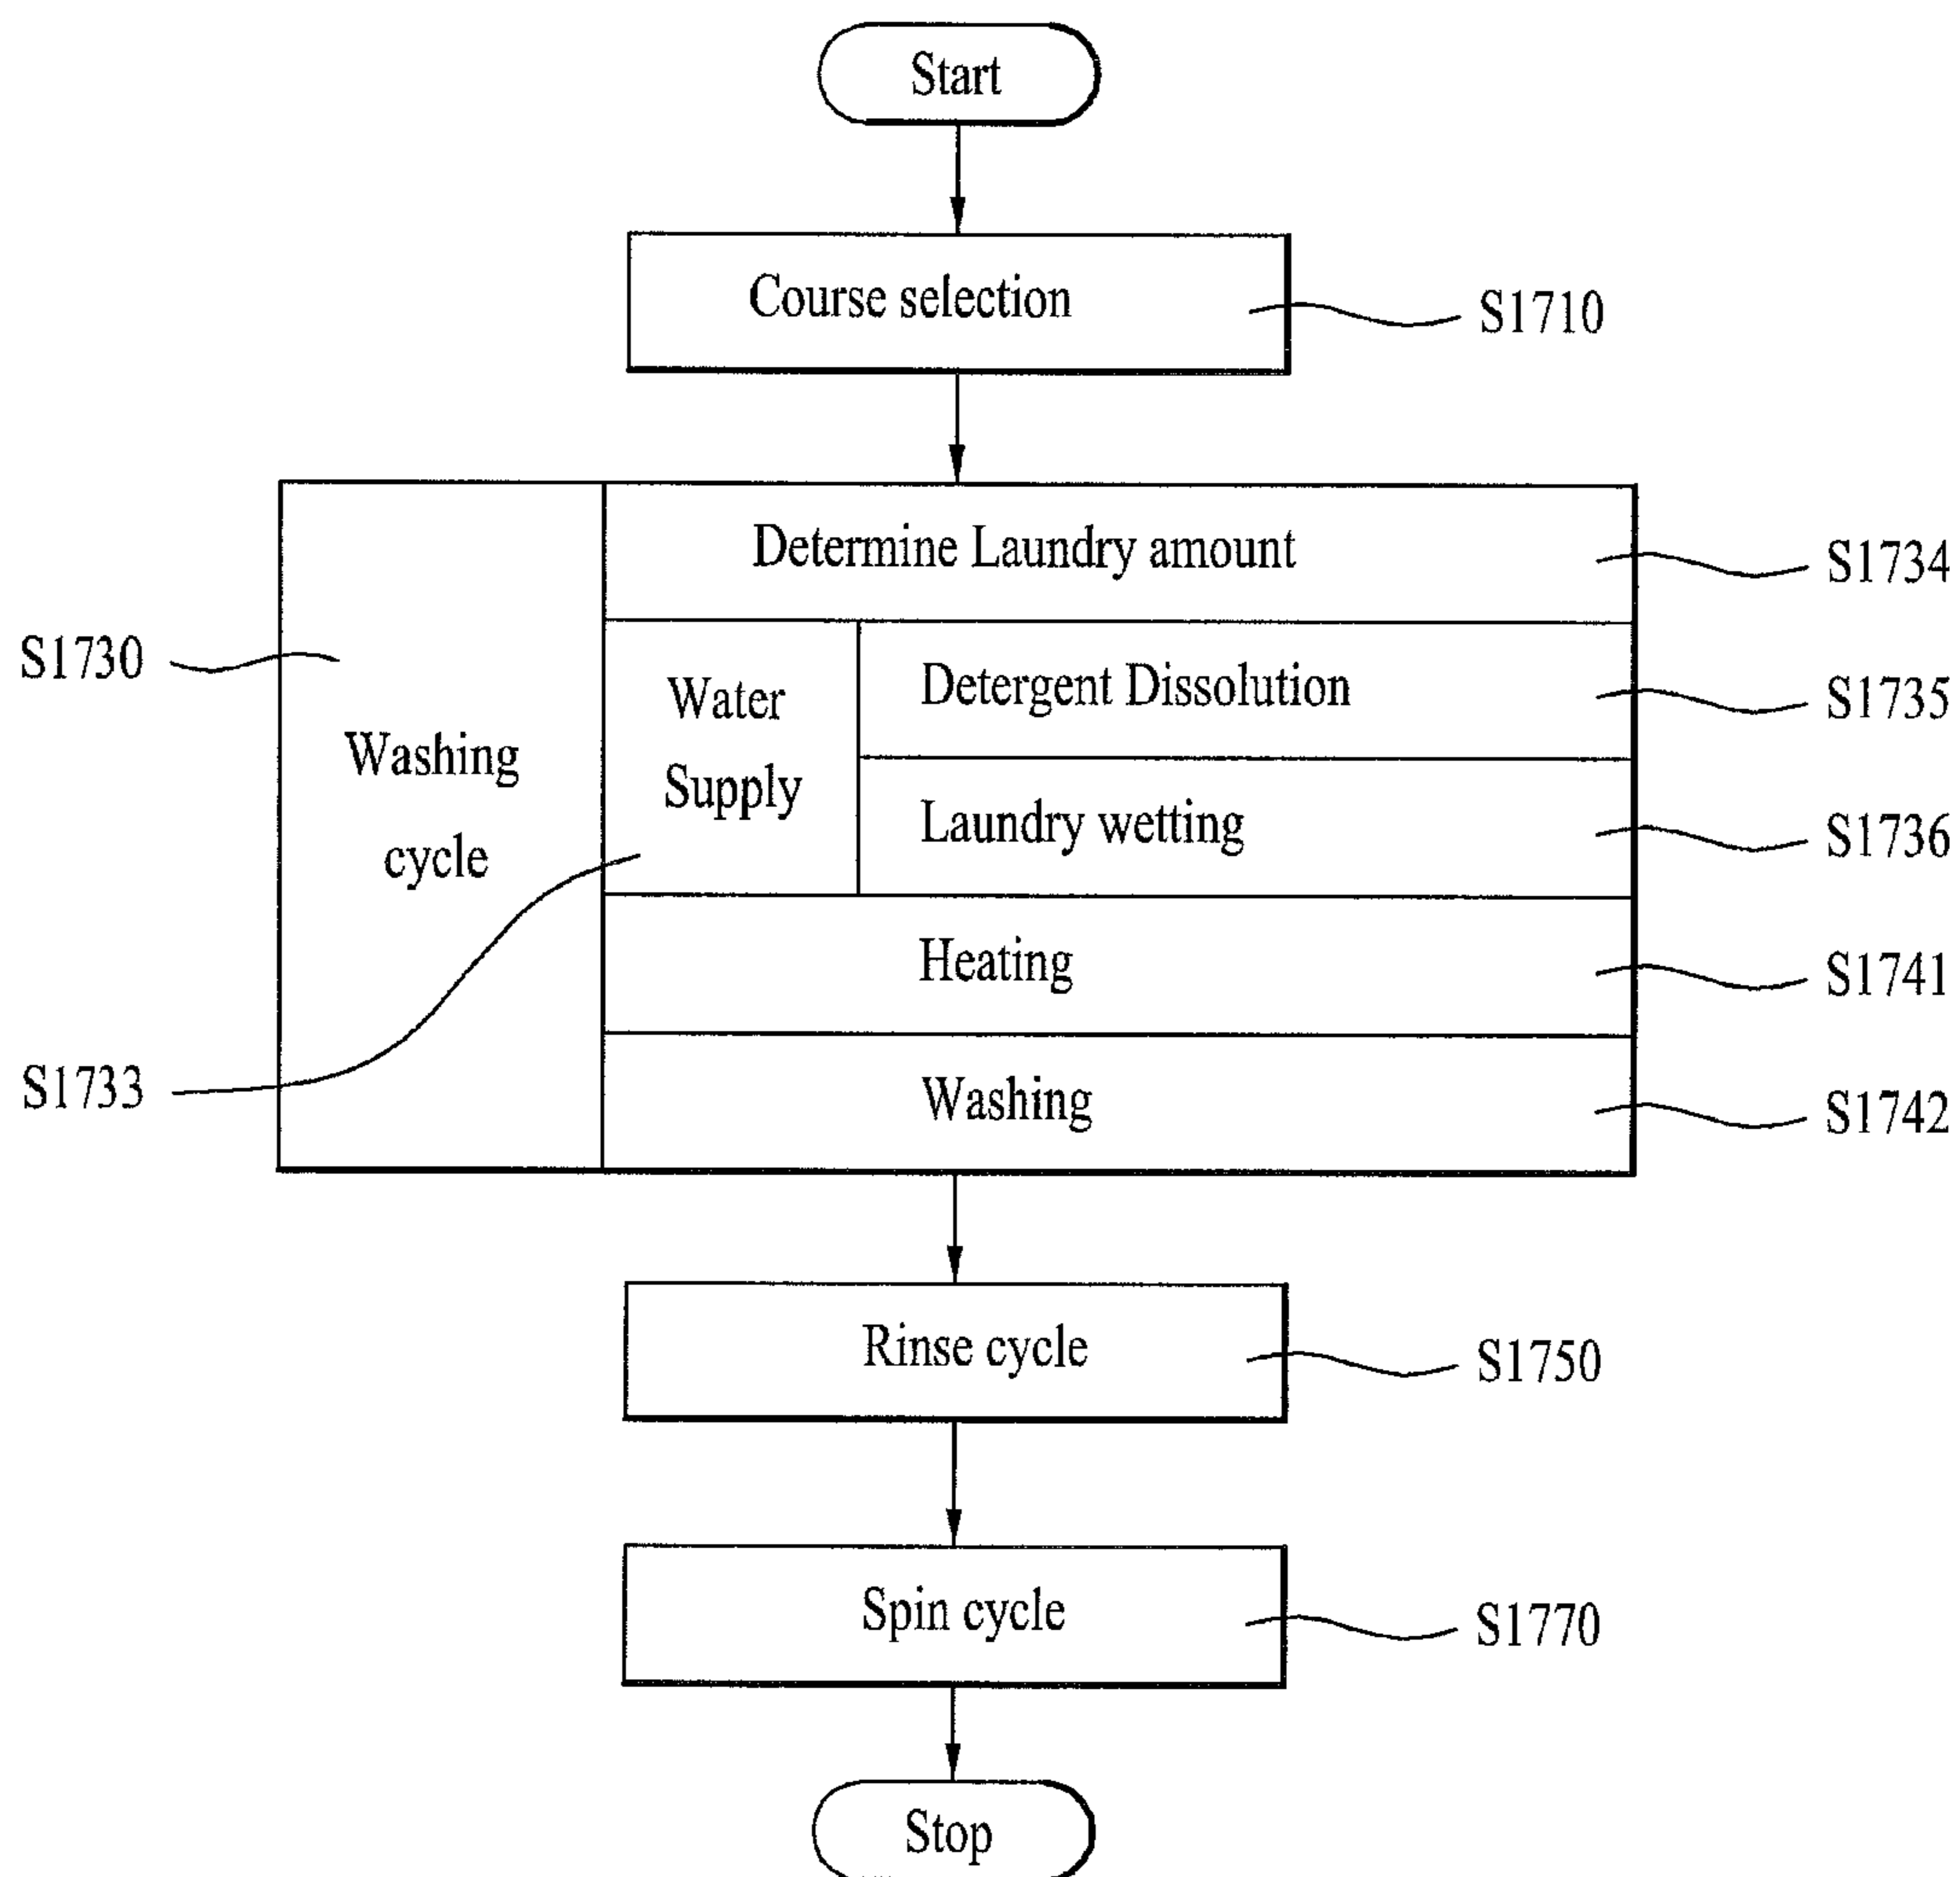 Start
Course selection
S1710
Determine Laundry amount
S1734
S1730
Washing
cycle
Water
Supply
Detergent Dissolution
S1735
Laundry wetting
S1736
S1733
Heating
S1741
Washing
S1742
Rinse cycle
S1750
Spin cycle
S1770
Stop